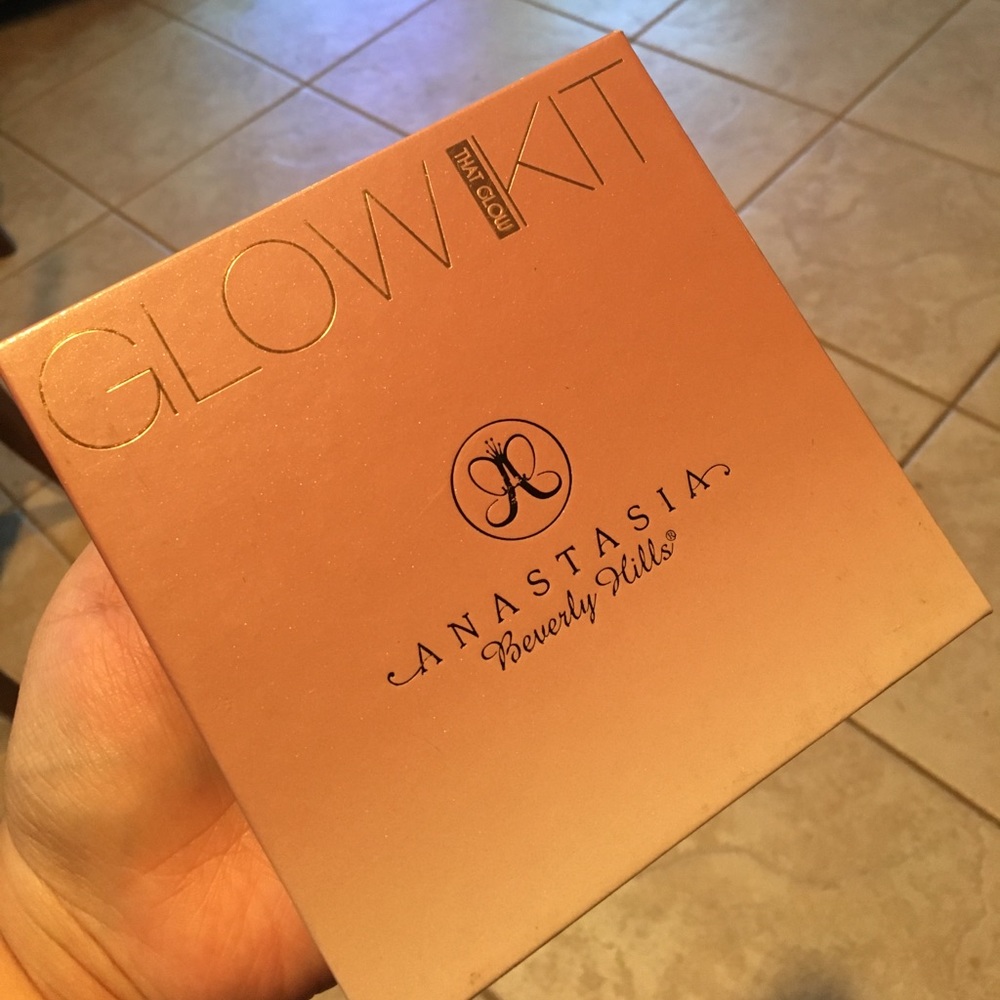 GLOW KIT
THAT GLOW
ANASTASIA
Beverly Hills®